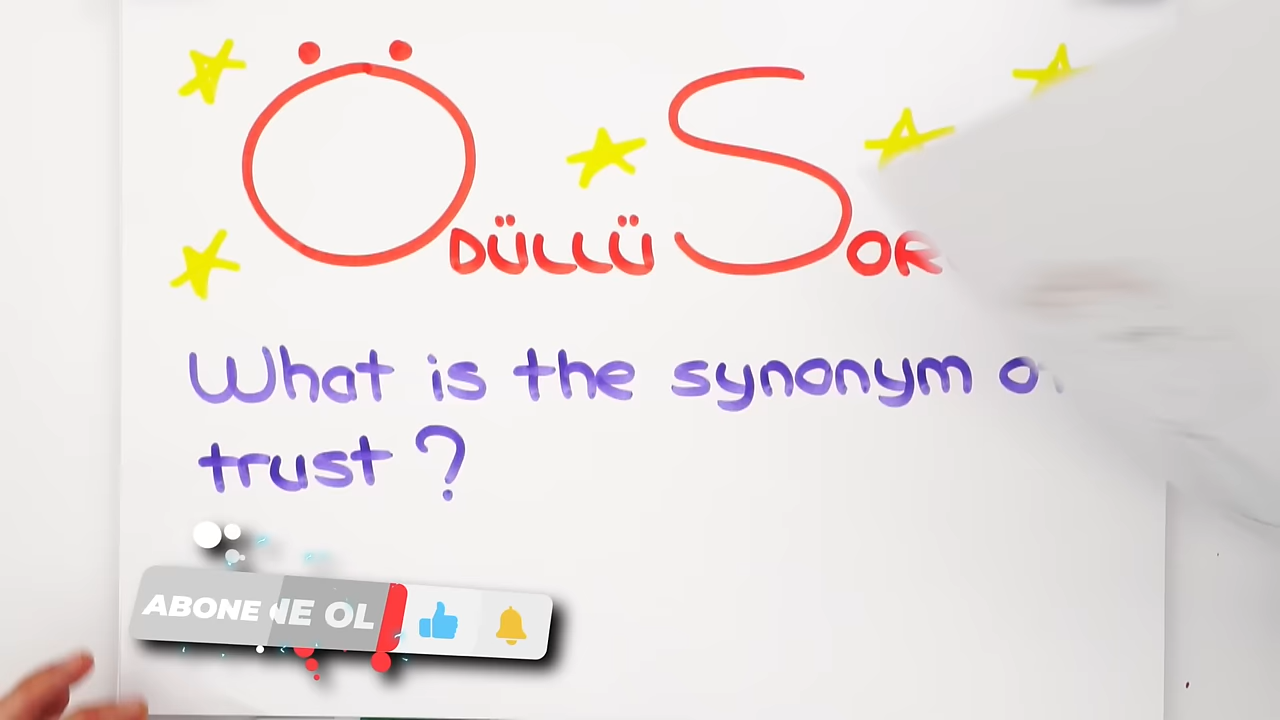 ÖDÜLLÜ SOR
What is the synonym
trust?
ABONE OL